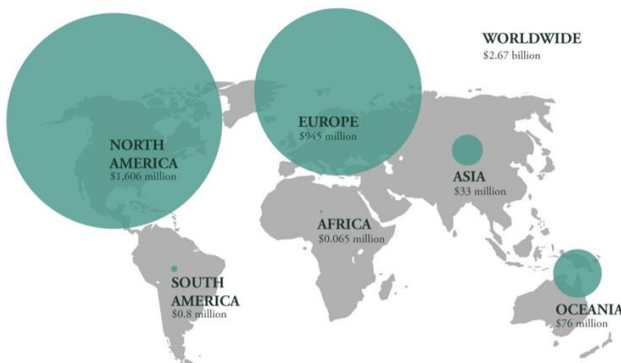 WORLDWIDE
$2.67 billion
NORTH
AMERICA
$1,606 million
EUROPE
$945 million
ASIA
$33 million
AFRICA
$0.065 million
SOUTH
AMERICA
$0.8 million
OCEANIA
$76 million